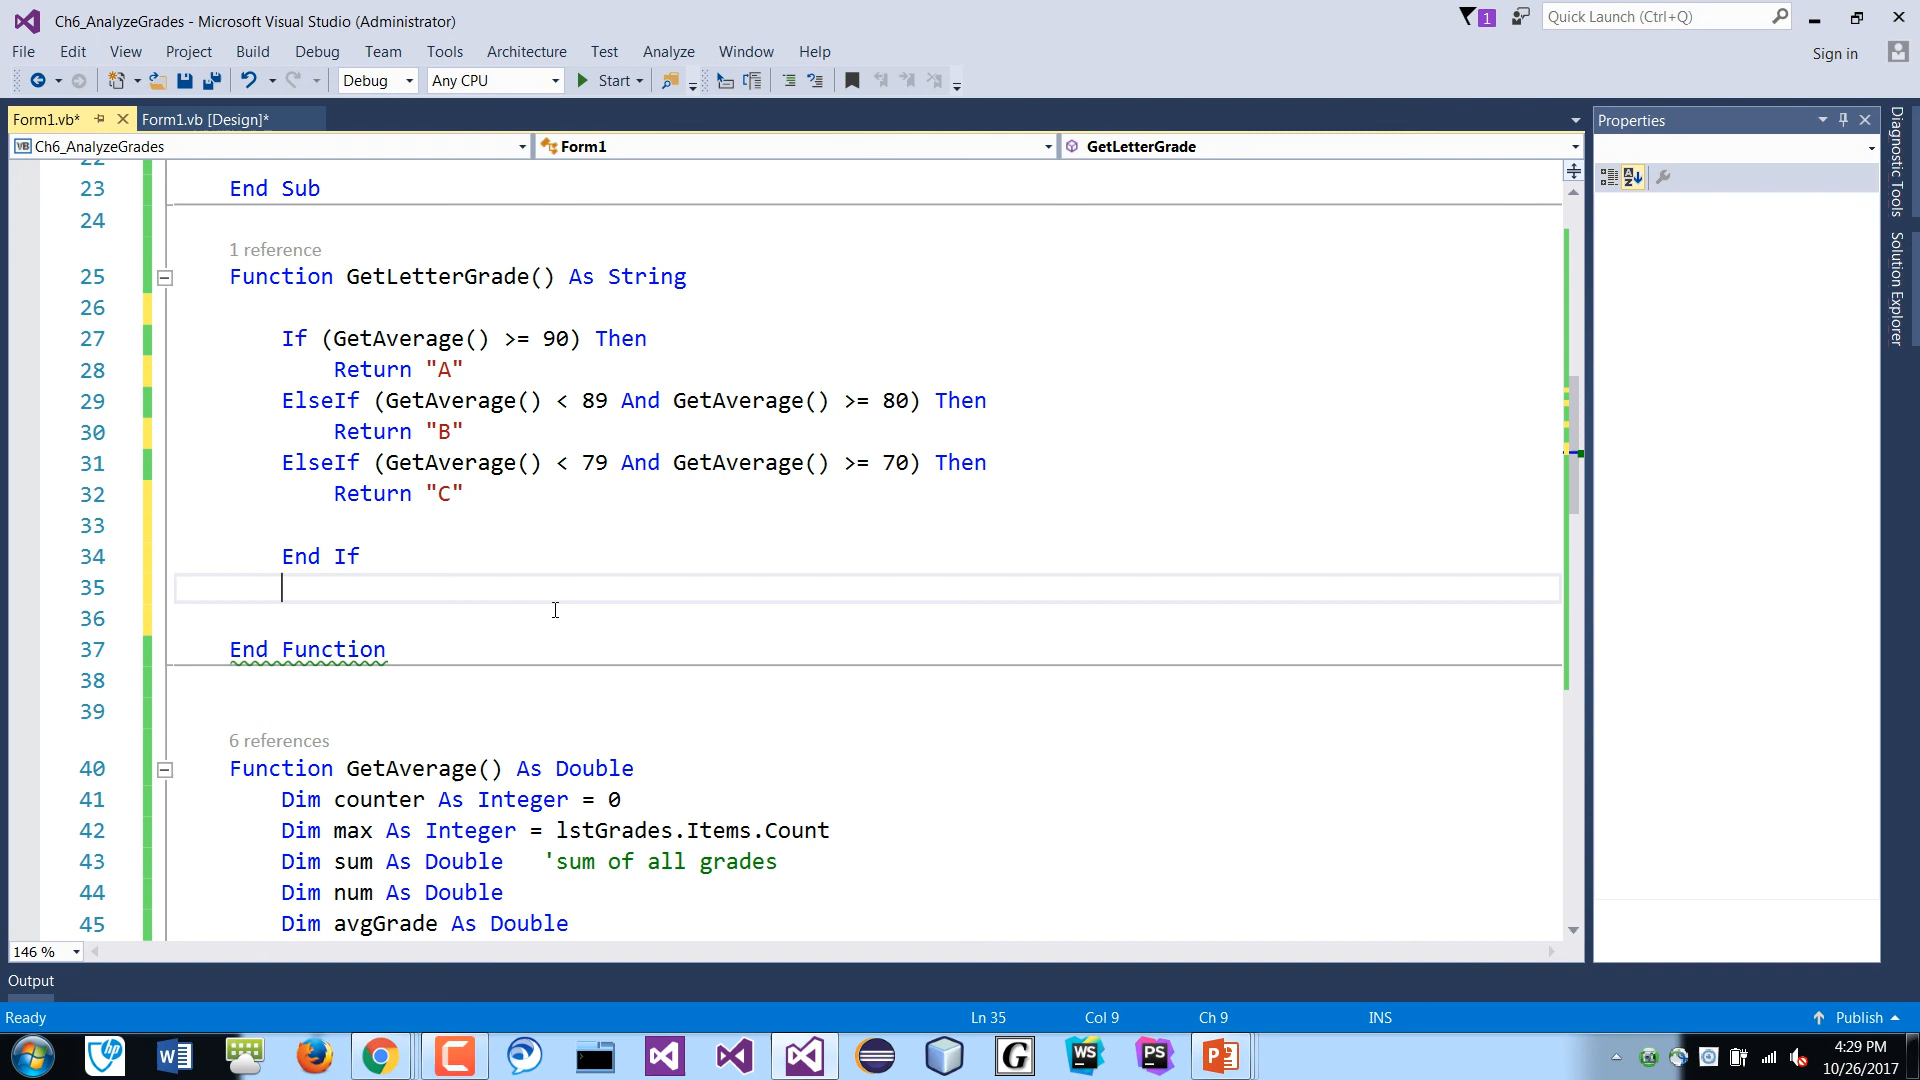 Ch6_AnalyzeGrades - Microsoft Visual Studio (Administrator)
1
Quick Launch (Ctrl+Q)
File Edit View Project Build Debug Team Tools Architecture Test Analyze Window Help
Sign in
Debug Any CPU Start
Form1.vb* Form1.vb [Design]*
Properties
VB Ch6_AnalyzeGrades Form1 GetLetterGrade
Diagnostic Tools
Solution Explorer
22
23 End Sub
24
1 reference
25 Function GetLetterGrade() As String
26
27 If (GetAverage() >= 90) Then
28 Return "A"
29 ElseIf (GetAverage() < 89 And GetAverage() >= 80) Then
30 Return "B"
31 ElseIf (GetAverage() < 79 And GetAverage() >= 70) Then
32 Return "C"
33
34 End If
35
36
37 End Function
38
39
6 references
40 Function GetAverage() As Double
41 Dim counter As Integer = 0
42 Dim max As Integer = lstGrades.Items.Count
43 Dim sum As Double 'sum of all grades
44 Dim num As Double
45 Dim avgGrade As Double
146 %
Output
Ready Ln 35 Col 9 Ch 9 INS Publish
4:29 PM
10/26/2017